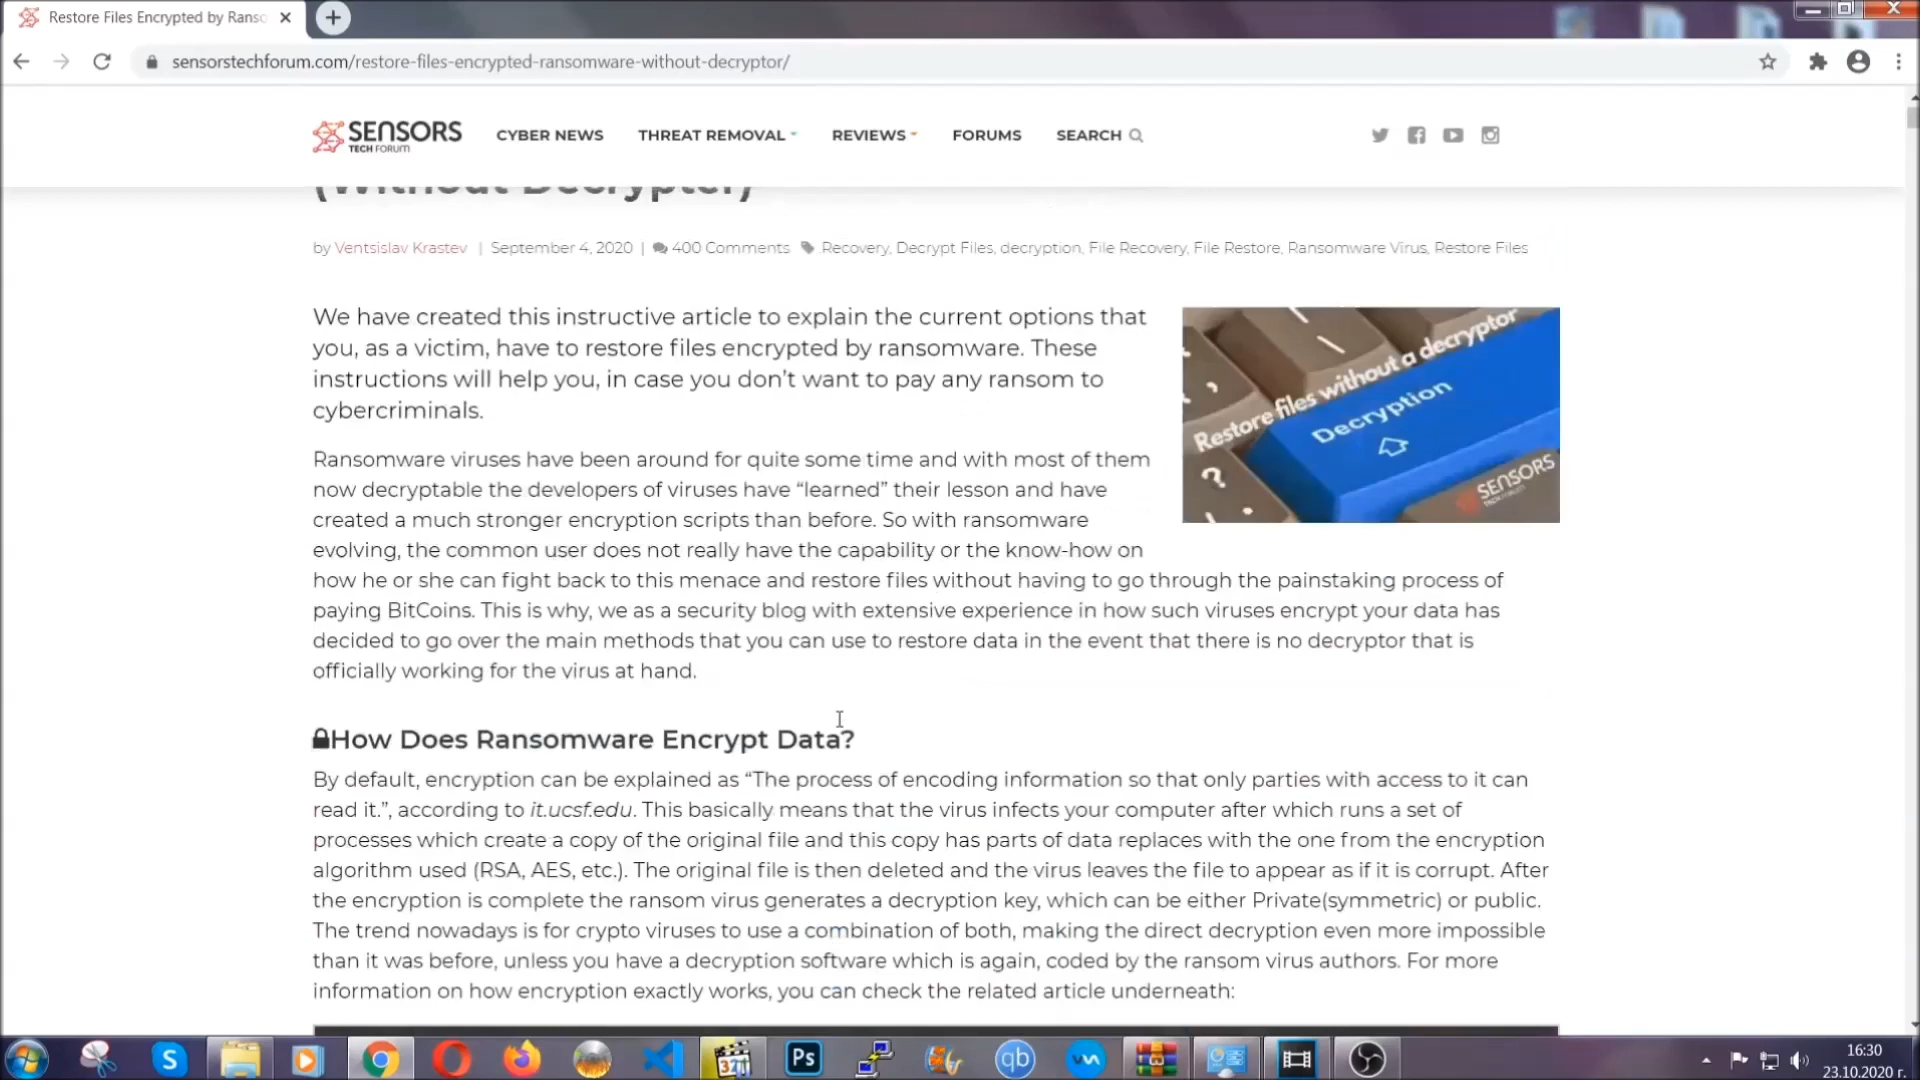 Restore Files Encrypted by Ranso
sensorstechforum.com/restore-files-encrypted-ransomware-without-decryptor/
SENSORS
TECH FORUM
CYBER NEWS THREAT REMOVAL REVIEWS FORUMS SEARCH
(Without Decrypter)
by Ventsislav Krastev | September 4, 2020 | 400 Comments Recovery, Decrypt Files, decryption, File Recovery, File Restore, Ransomware Virus, Restore Files
We have created this instructive article to explain the current options that
you, as a victim, have to restore files encrypted by ransomware. These
instructions will help you, in case you don’t want to pay any ransom to
cybercriminals.
Restore files without a decryptor
Decryption
?
SENSORS
TECH FORUM
Ransomware viruses have been around for quite some time and with most of them
now decryptable the developers of viruses have “learned” their lesson and have
created a much stronger encryption scripts than before. So with ransomware
evolving, the common user does not really have the capability or the know-how on
how he or she can fight back to this menace and restore files without having to go through the painstaking process of
paying BitCoins. This is why, we as a security blog with extensive experience in how such viruses encrypt your data has
decided to go over the main methods that you can use to restore data in the event that there is no decryptor that is
officially working for the virus at hand.
How Does Ransomware Encrypt Data?
By default, encryption can be explained as “The process of encoding information so that only parties with access to it can
read it.”, according to it.ucsf.edu. This basically means that the virus infects your computer after which runs a set of
processes which create a copy of the original file and this copy has parts of data replaces with the one from the encryption
algorithm used (RSA, AES, etc.). The original file is then deleted and the virus leaves the file to appear as if it is corrupt. After
the encryption is complete the ransom virus generates a decryption key, which can be either Private(symmetric) or public.
The trend nowadays is for crypto viruses to use a combination of both, making the direct decryption even more impossible
than it was before, unless you have a decryption software which is again, coded by the ransom virus authors. For more
information on how encryption exactly works, you can check the related article underneath:
S
321
Ps
qb
16:30
23.10.2020 г.